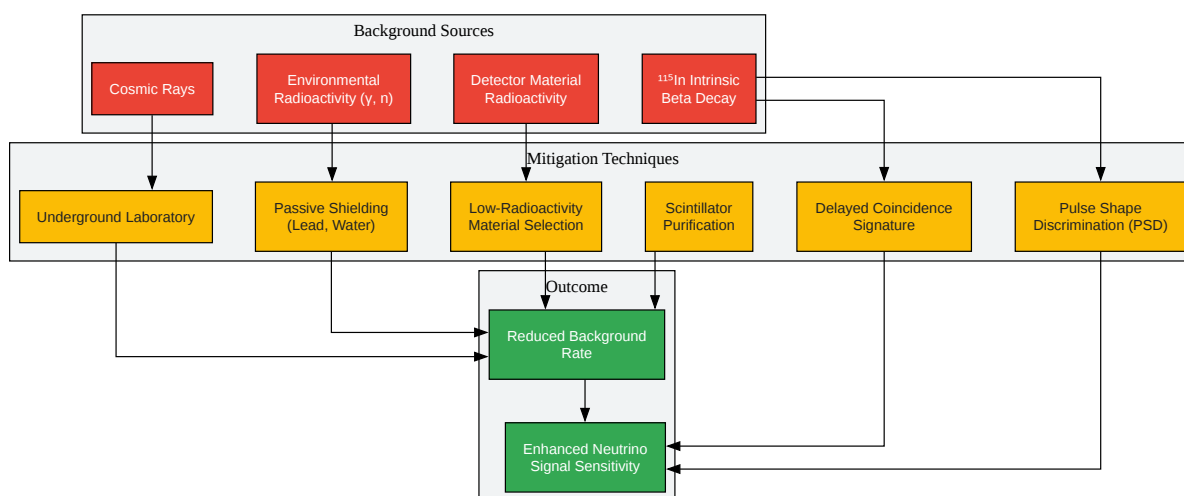 Background Sources
Cosmic Rays
Environmental
Radioactivity (γ, n)
Detector Material
Radioactivity
¹¹⁵In Intrinsic
Beta Decay
Mitigation Techniques
Underground Laboratory
Passive Shielding
(Lead, Water)
Low-Radioactivity
Material Selection
Scintillator
Purification
Delayed Coincidence
Signature
Pulse Shape
Discrimination (PSD)
Outcome
Reduced Background
Rate
Enhanced Neutrino
Signal Sensitivity